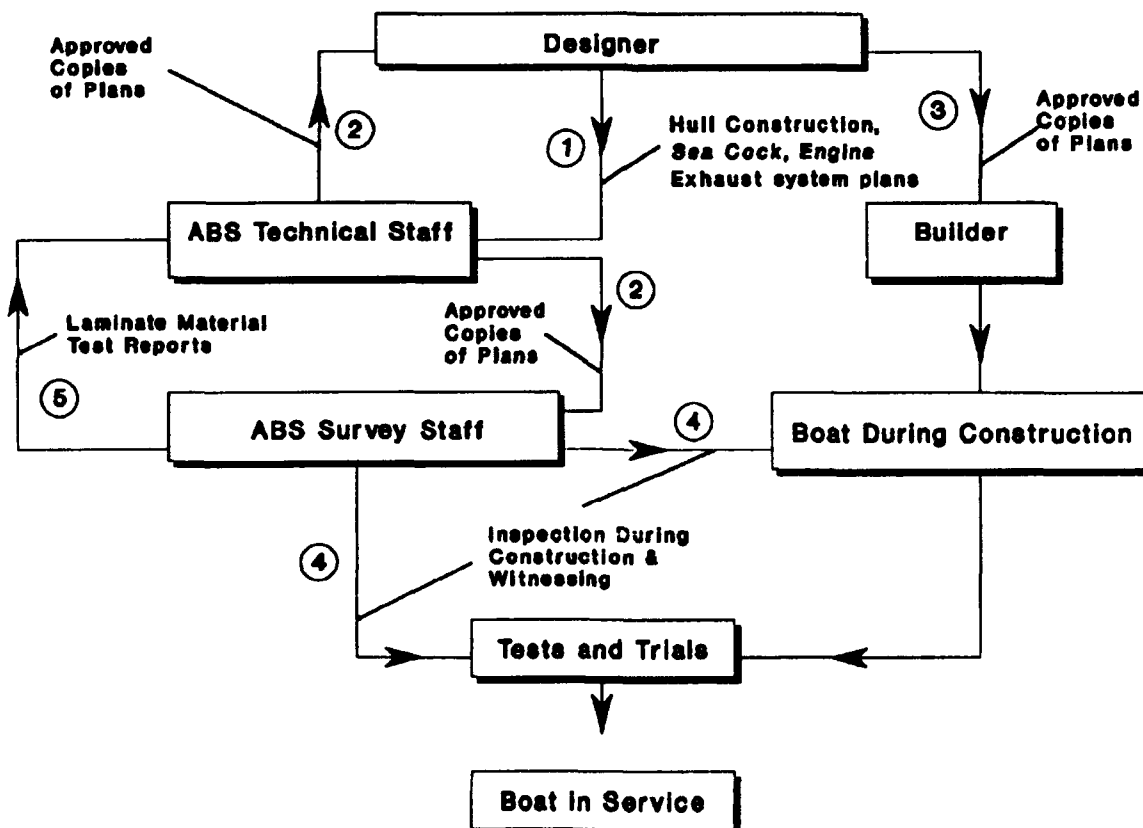 Designer
Approved
Copies
of Plans
2
1
Hull Construction,
Sea Cock, Engine
Exhaust system plans
3
Approved
Copies
of Plans
ABS Technical Staff
Builder
2
Approved
Copies
of Plans
Laminate Material
Test Reports
5
ABS Survey Staff
4
Boat During Construction
4
Inspection During
Construction &
Witnessing
Tests and Trials
Boat in Service